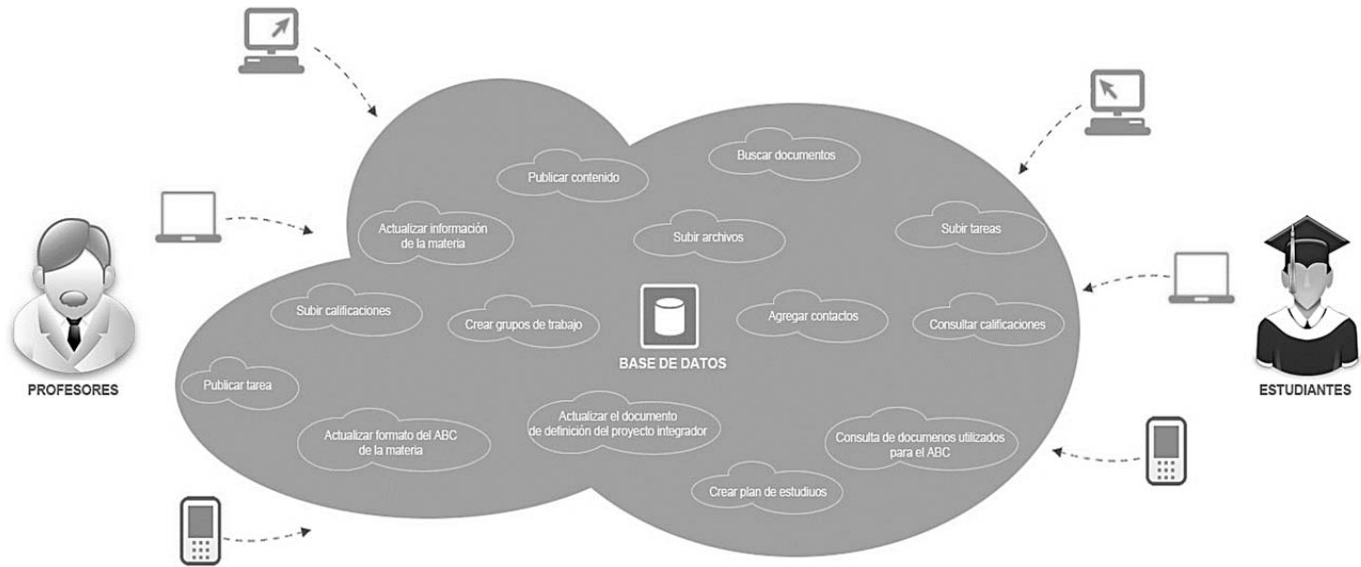 Buscar documentos
Publicar contenido
Actualizar información
de la materia
Subir archivos
Subir tareas
Subir calificaciones
Crear grupos de trabajo
Agregar contactos
Consultar calificaciones
BASE DE DATOS
PROFESORES
ESTUDIANTES
Publicar tarea
Actualizar formato del ABC
de la materia
Actualizar el documento
de definición del proyecto integrador
Consulta de documenos utilizados
para el ABC
Crear plan de estudiuos